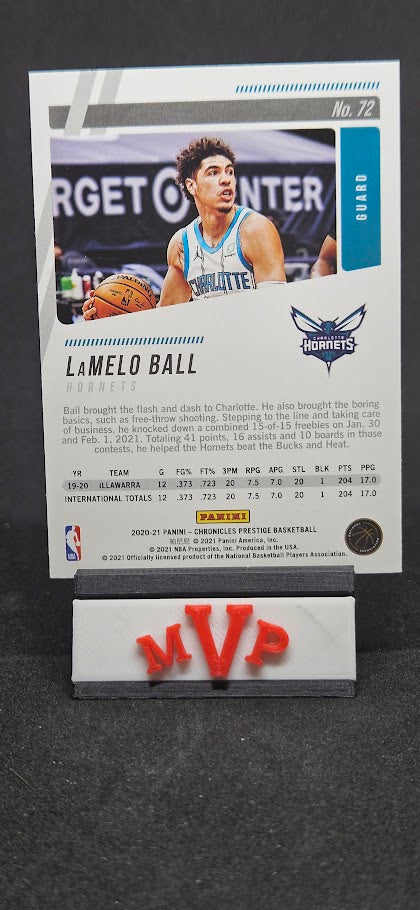 No. 72
RGET CENTER
GUARD
SPALDING
CHARLOTTE
CHARLOTTE
HORNETS
LaMELO BALL
HORNETS
Ball brought the flash and dash to Charlotte. He also brought the boring
basics, such as free-throw shooting. Stepping to the line and taking care
of business, he knocked down a combined 15-of-15 freebies on Jan. 30
and Feb. 1, 2021. Totaling 41 points, 16 assists and 10 boards in those
contests, he helped the Hornets beat the Bucks and Heat.
YR TEAM G FG% FT% 3PM RPG APG STL BLK PTS PPG
19-20 ILLAWARRA 12 .373 .723 20 7.5 7.0 20 1 204 17.0
INTERNATIONAL TOTALS 12 .373 .723 20 7.5 7.0 20 1 204 17.0
PANINI
2020-21 PANINI – CHRONICLES PRESTIGE BASKETBALL
帕尼尼 © 2021 Panini America, Inc.
© 2021 NBA Properties, Inc. Produced in the USA.
© 2021 Officially licensed product of the National Basketball Players Association.
MVP